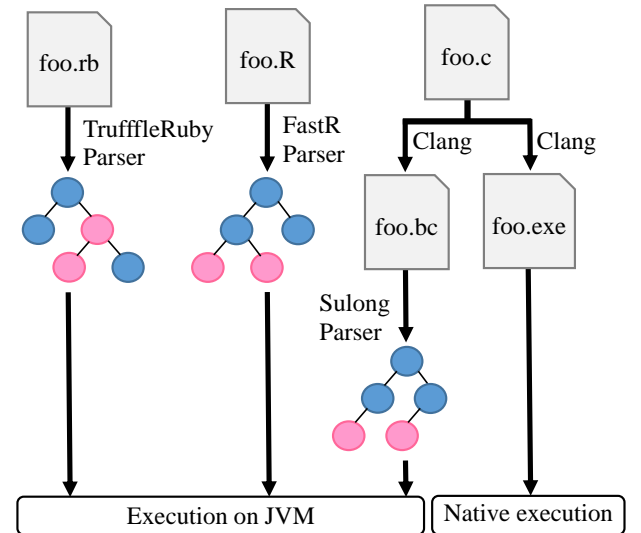 foo.rb
foo.R
foo.c
TrufffleRuby
Parser
FastR
Parser
Clang
Clang
foo.bc
foo.exe
Sulong
Parser
Execution on JVM
Native execution